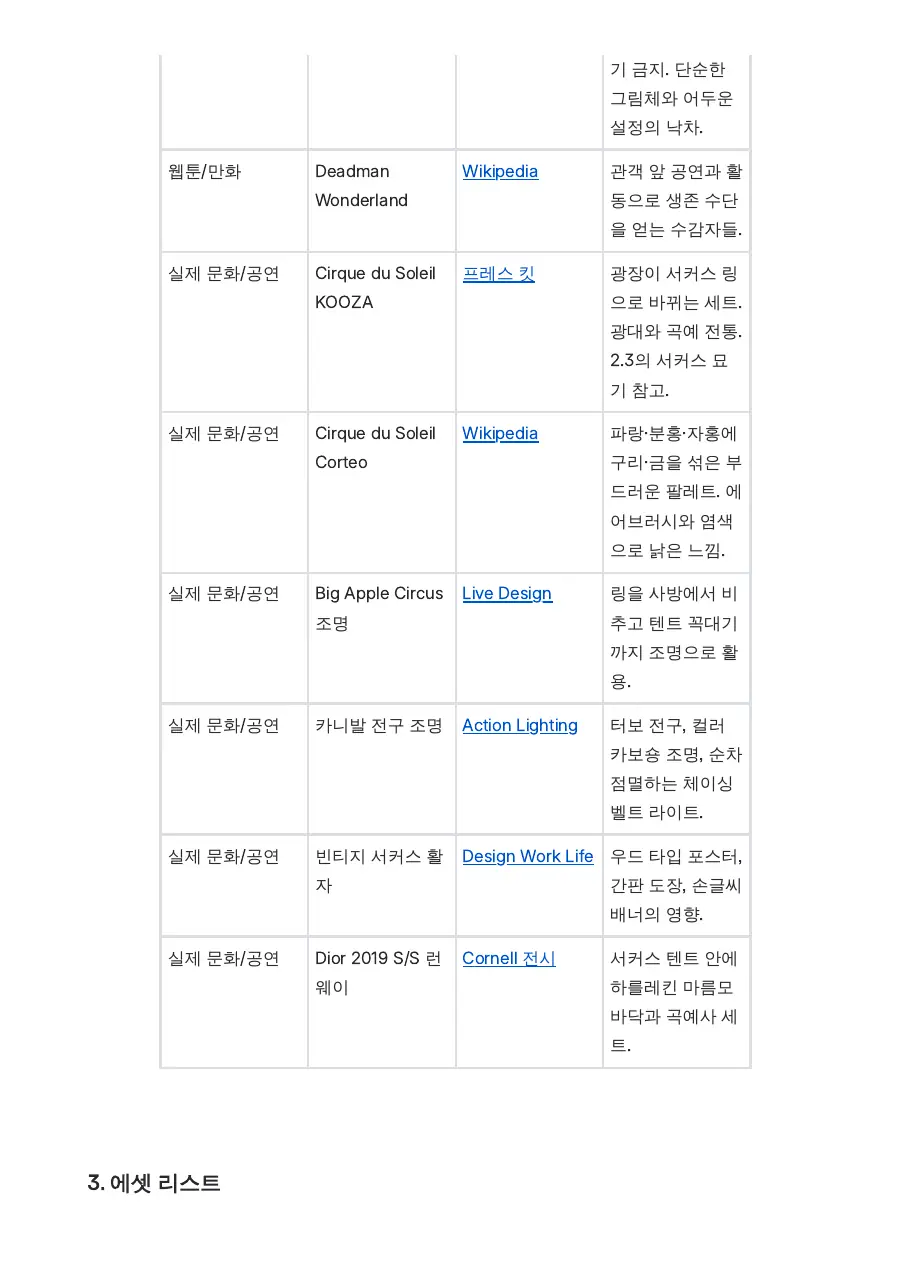 기 금지. 단순한
그림체와 어두운
설정의 낙차.
웹툰/만화
Deadman
Wonderland
Wikipedia
관객 앞 공연과 활
동으로 생존 수단
을 얻는 수감자들.
실제 문화/공연
Cirque du Soleil
KOOZA
프레스 킷
광장이 서커스 링
으로 바뀌는 세트.
광대와 곡예 전통.
2.3의 서커스 묘
기 참고.
실제 문화/공연
Cirque du Soleil
Corteo
Wikipedia
파랑·분홍·자홍에
구리·금을 섞은 부
드러운 팔레트. 에
어브러시와 염색
으로 낡은 느낌.
실제 문화/공연
Big Apple Circus
조명
Live Design
링을 사방에서 비
추고 텐트 꼭대기
까지 조명으로 활
용.
실제 문화/공연
카니발 전구 조명
Action Lighting
터보 전구, 컬러
카보숑 조명, 순차
점멸하는 체이싱
벨트 라이트.
실제 문화/공연
빈티지 서커스 활
자
Design Work Life
우드 타입 포스터,
간판 도장, 손글씨
배너의 영향.
실제 문화/공연
Dior 2019 S/S 런
웨이
Cornell 전시
서커스 텐트 안에
하를레킨 마름모
바닥과 곡예사 세
트.
3. 에셋 리스트